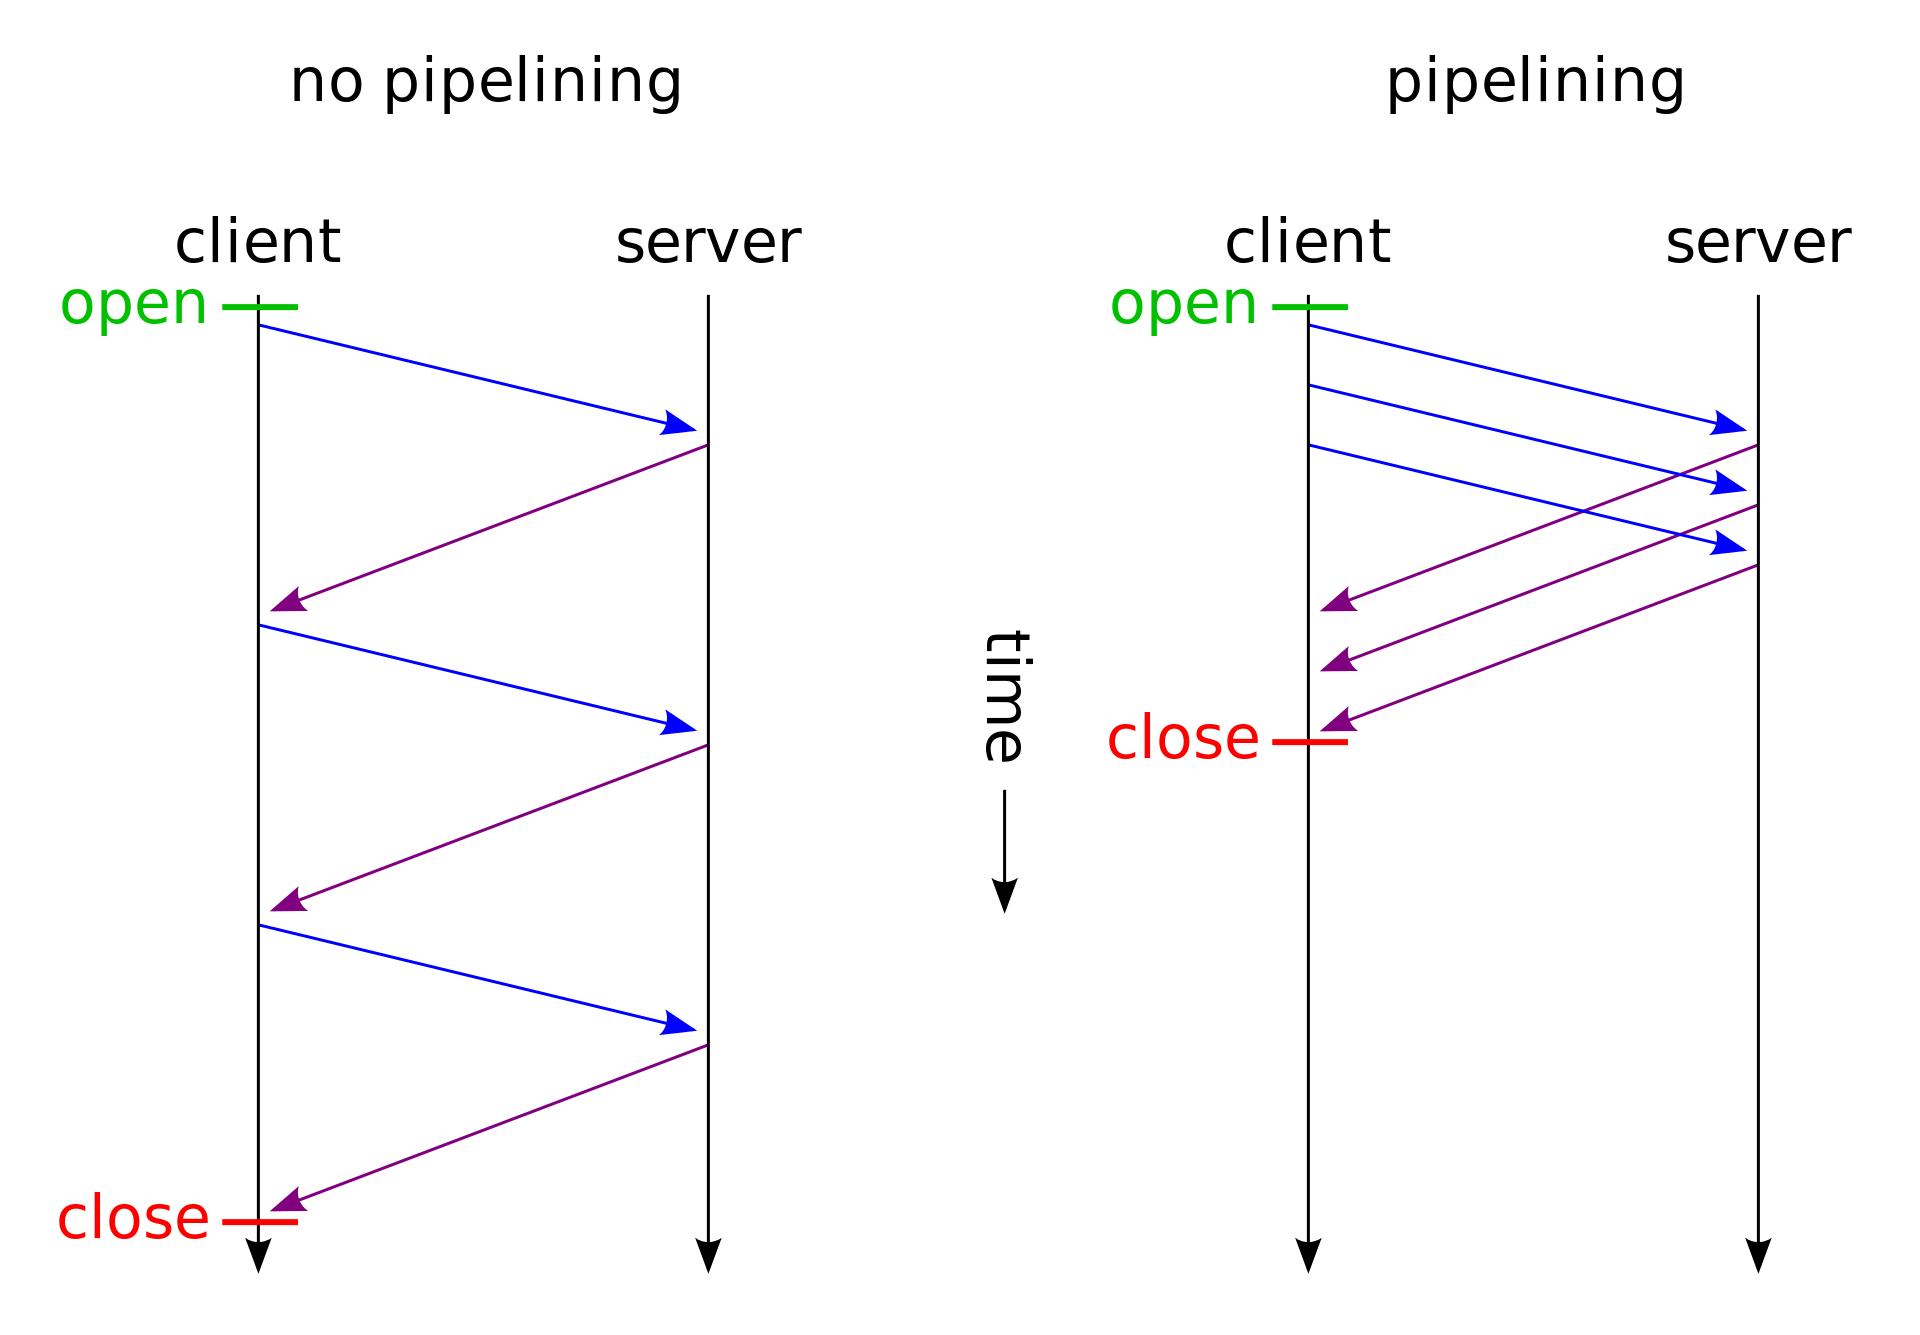 no pipelining
client
server
open
close
time
pipelining
client
server
open
close